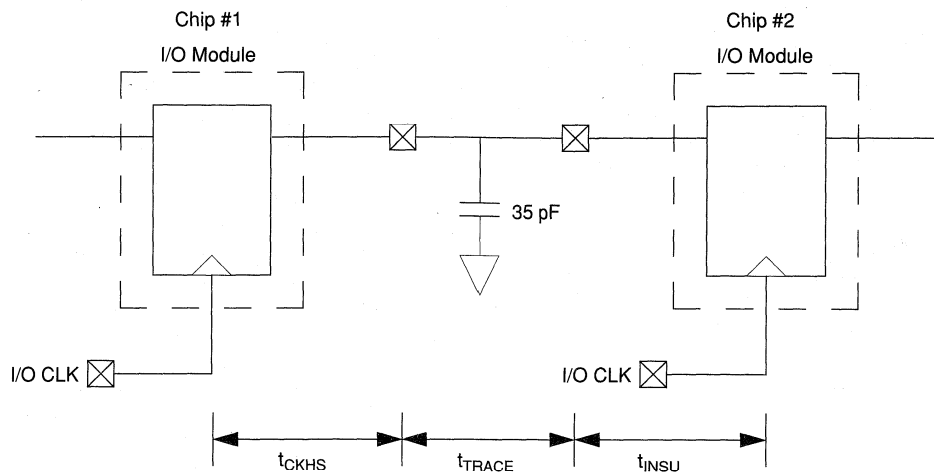 Chip #1
I/O Module
Chip #2
I/O Module
35 pF
I/O CLK
I/O CLK
tCKHS
tTRACE
tINSU